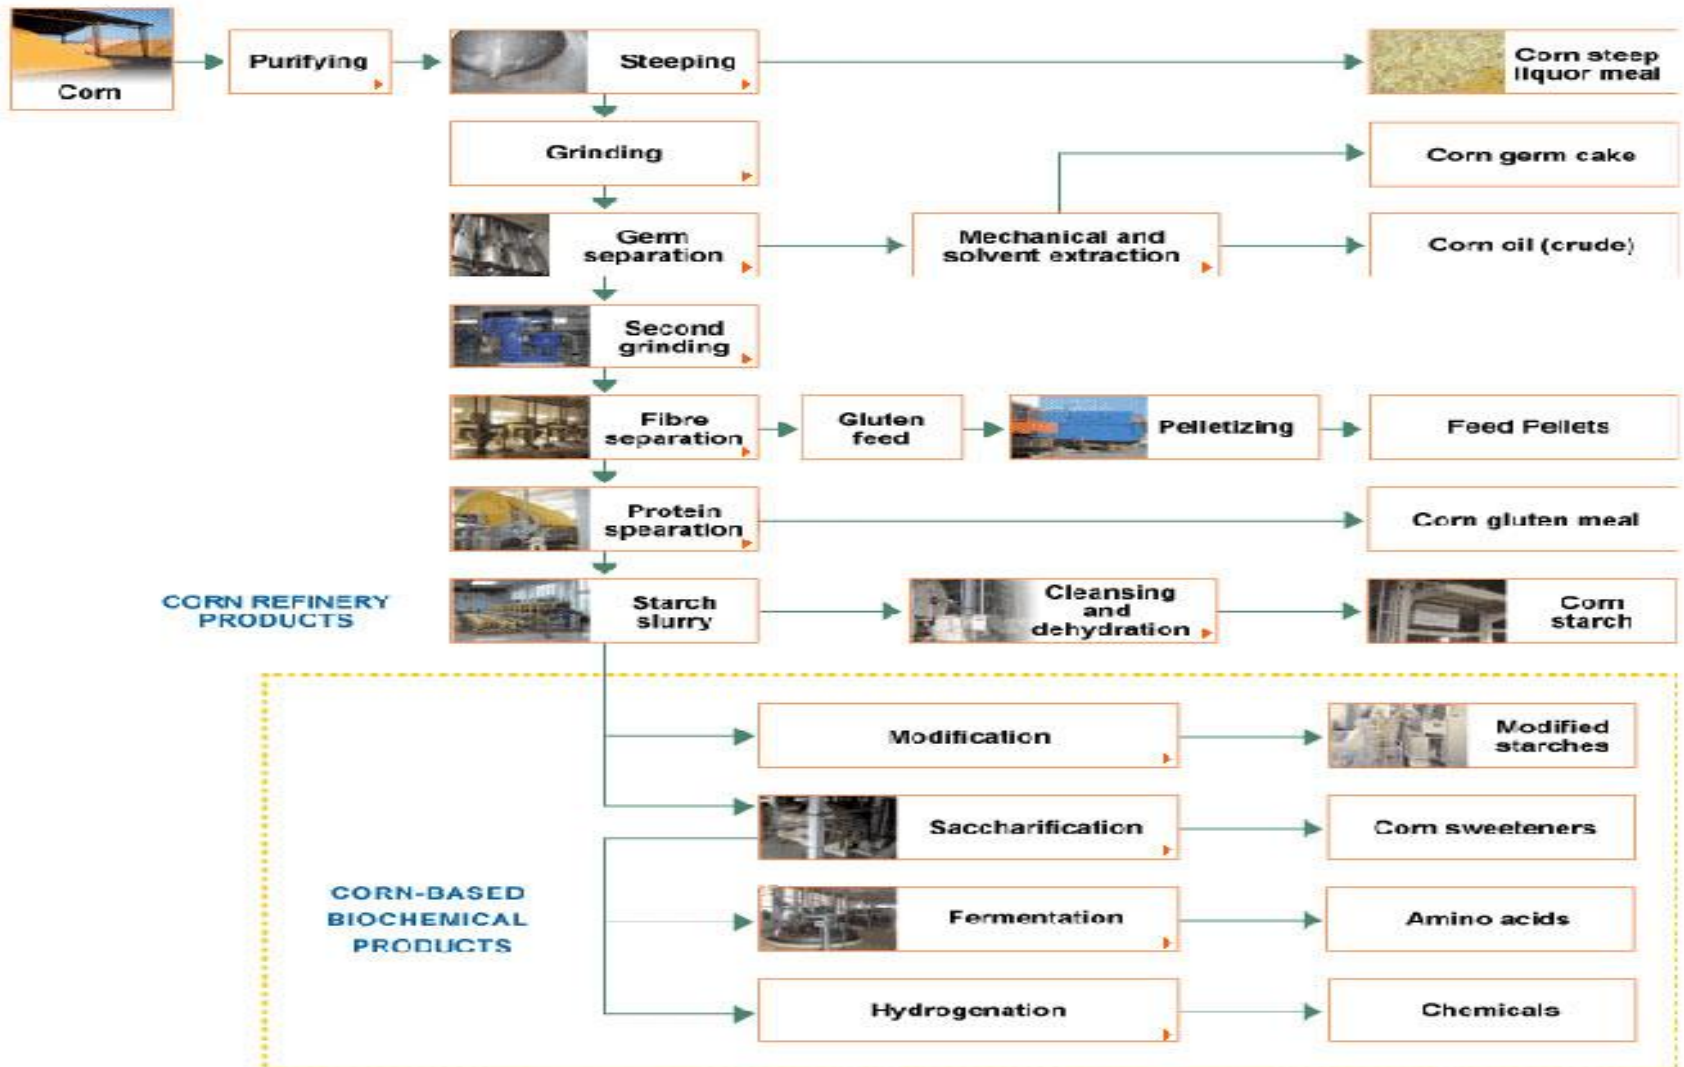 Corn
Purifying
Steeping
Corn steep
liquor meal
Grinding
Corn germ cake
Germ
separation
Mechanical and
solvent extraction
Corn oil (crude)
Second
grinding
Fibre
separation
Gluten
feed
Pelletizing
Feed Pellets
Protein
spearation
Corn gluten meal
CORN REFINERY
PRODUCTS
Starch
slurry
Cleansing
and
dehydration
Corn
starch
Modification
Modified
starches
Saccharification
Corn sweeteners
CORN-BASED
BIOCHEMICAL
PRODUCTS
Fermentation
Amino acids
Hydrogenation
Chemicals